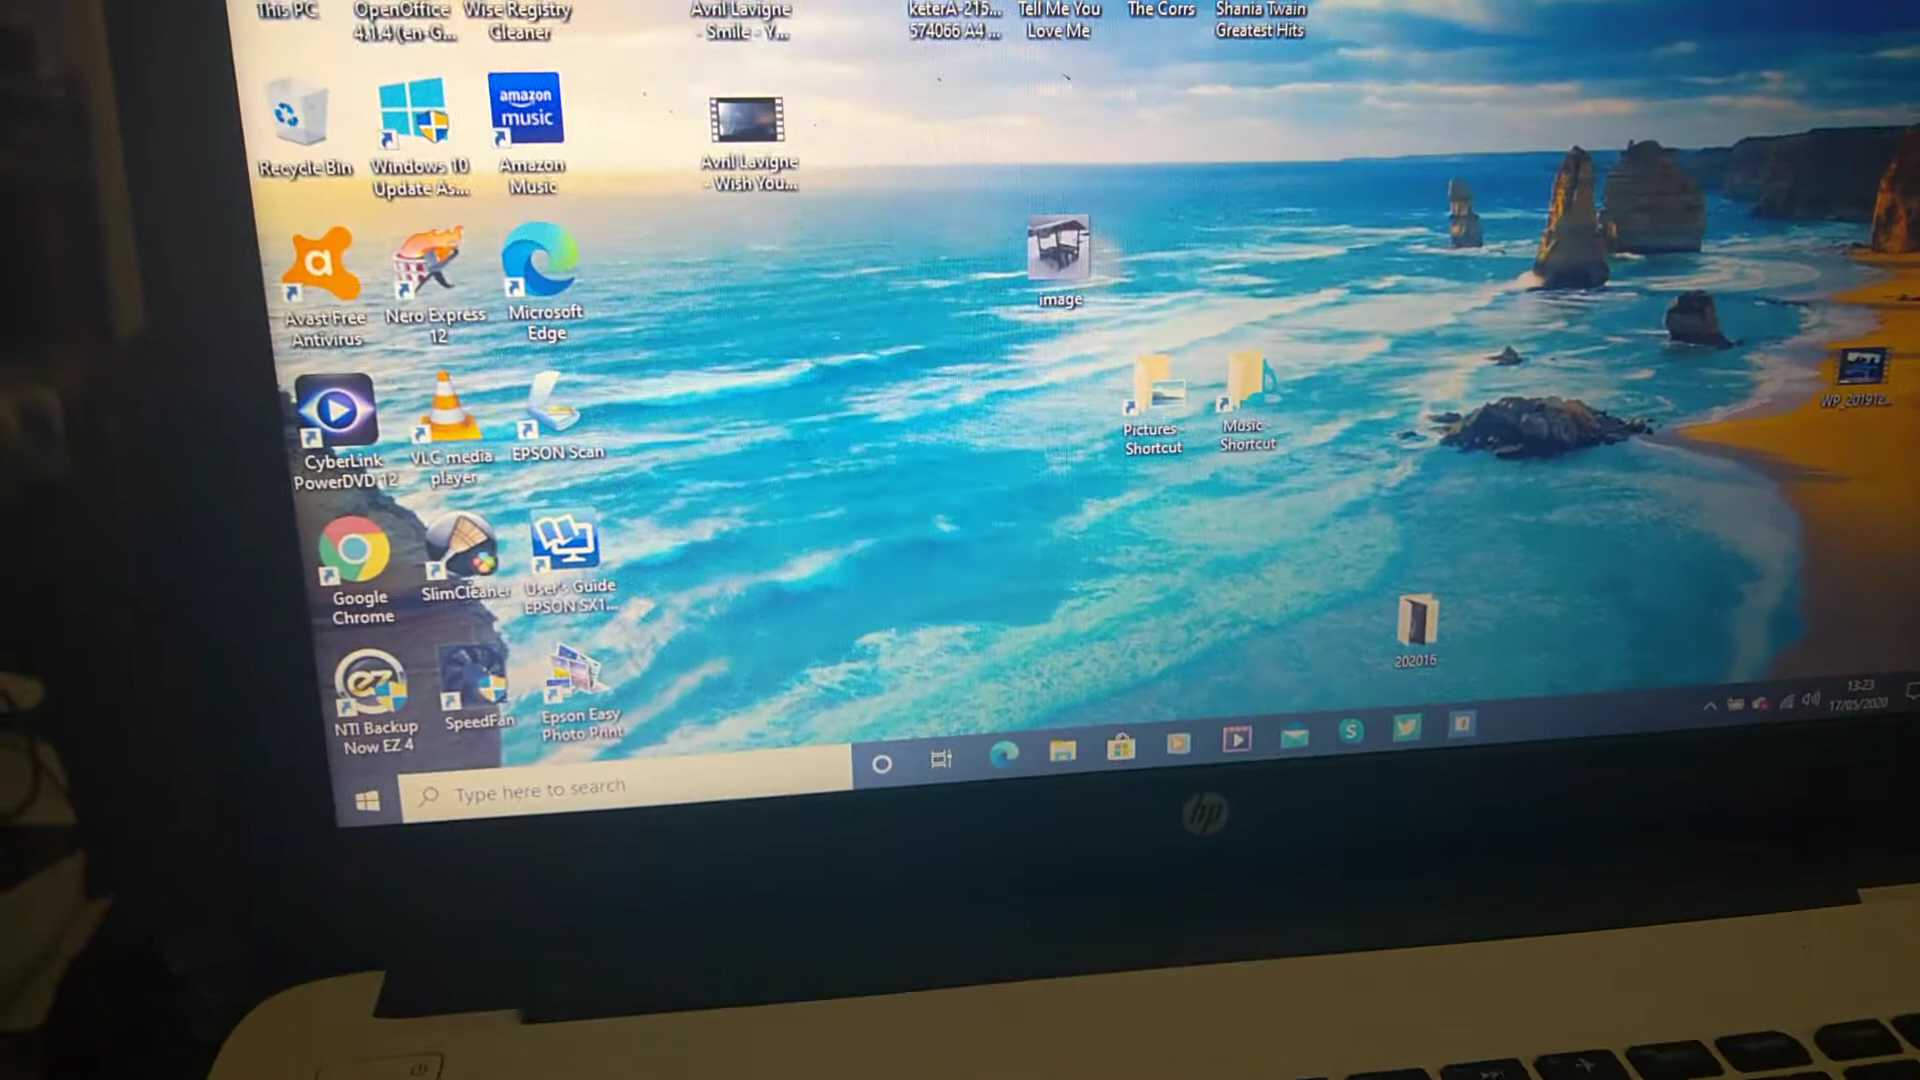 This PC
OpenOffice
4.1.4 (en-G...
Wise Registry
Cleaner
Avril Lavigne
- Smile - Y...
keterA-215...
574066 A4 ...
Tell Me You
Love Me
The Corrs
Shania Twain
Greatest Hits
Recycle Bin
Windows 10
Update As...
amazon
music
Amazon
Music
Avril Lavigne
- Wish You...
Avast Free
Antivirus
Nero Express
12
Microsoft
Edge
image
CyberLink
PowerDVD 12
VLC media
player
EPSON Scan
Pictures -
Shortcut
Music
Shortcut
WP_201912...
Google
Chrome
SlimCleaner
User's Guide
EPSON SX1...
202016
NTI Backup
Now EZ 4
SpeedFan
Epson Easy
Photo Print
Type here to search
13:23
17/05/2020
hp